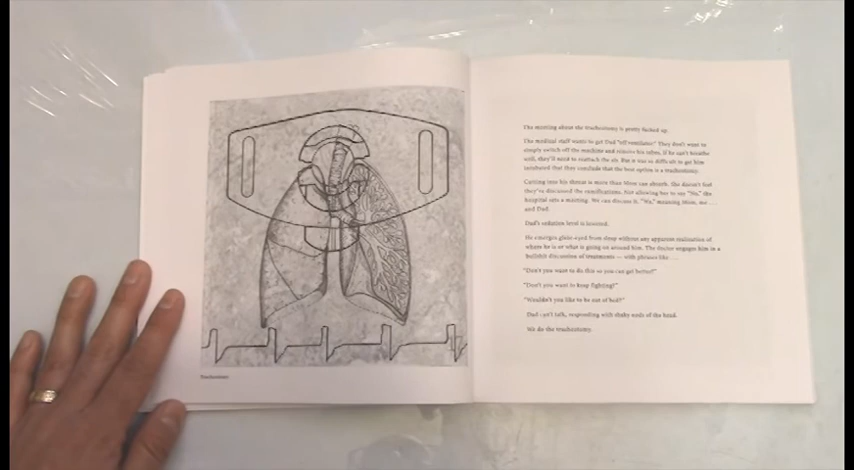 Tracheostomy
The meeting about the tracheostomy is pretty fucked up.
The medical staff wants to get Dad "off ventilator." They don't want to
simply switch off the machine and remove his tubes. If he can't breathe
well, they'll need to reattach the air. But it was so difficult to get him
intubated that they conclude that the best option is a tracheostomy.
Cutting into his throat is more than Mom can absorb. She doesn't feel
they've discussed the ramifications. Not allowing her to say "No," the
hospital sets a meeting. We can discuss it. "We," meaning Mom, me . . .
and Dad.
Dad's sedation level is lessened.
He emerges glass-eyed from sleep without any apparent realization of
where he is or what is going on around him. The doctor engages him in a
bullshit discussion of treatments — with phrases like . . .
"Don't you want to do this so you can get better?"
"Don't you want to keep fighting?"
"Wouldn't you like to be out of bed?"
Dad can't talk, responding with shaky nods of the head.
We do the tracheostomy.